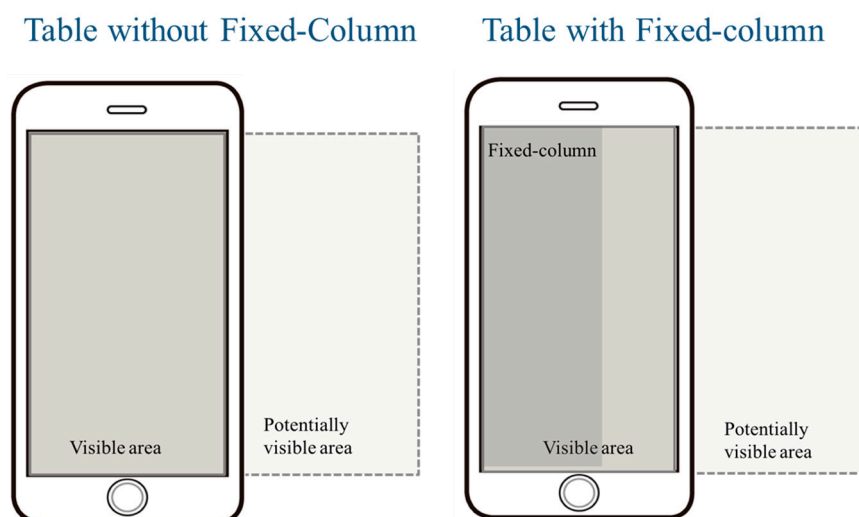 Table without Fixed-Column
Table with Fixed-column
Fixed-column
Visible area
Potentially
visible area
Visible area
Potentially
visible area